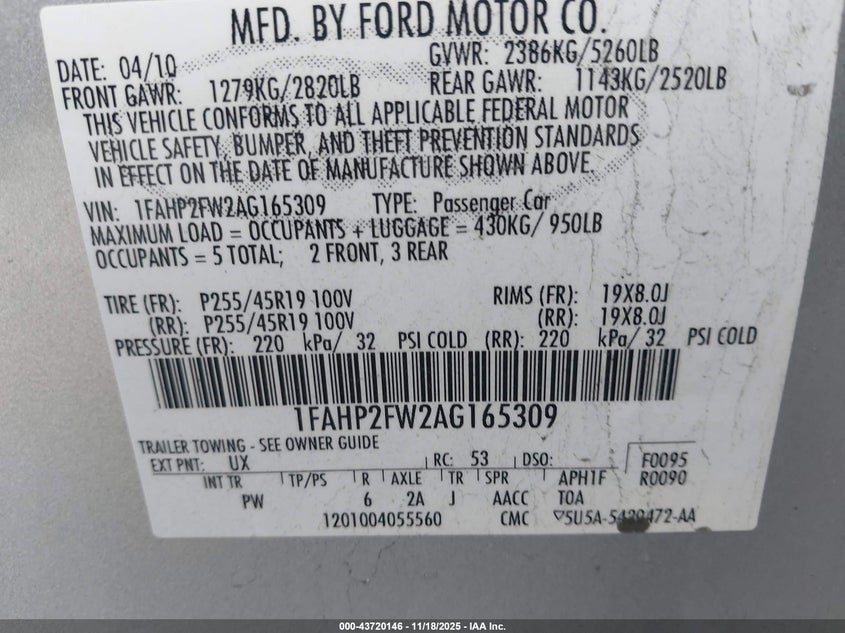 MFD. BY FORD MOTOR CO.
DATE: 04/10 GVWR: 2386KG/5260LB
FRONT GAWR: 1279KG/2820LB REAR GAWR: 1143KG/2520LB
THIS VEHICLE CONFORMS TO ALL APPLICABLE FEDERAL MOTOR
VEHICLE SAFETY, BUMPER, AND THEFT PREVENTION STANDARDS
IN EFFECT ON THE DATE OF MANUFACTURE SHOWN ABOVE.
VIN: 1FAHP2FW2AG165309 TYPE: Passenger Car
MAXIMUM LOAD = OCCUPANTS + LUGGAGE = 430KG/ 950LB
OCCUPANTS = 5 TOTAL; 2 FRONT, 3 REAR
TIRE (FR): P255/45R19 100V RIMS (FR): 19X8.0J
(RR): P255/45R19 100V (RR): 19X8.0J
PRESSURE (FR): 220 kPa/ 32 PSI COLD (RR): 220 kPa/ 32 PSI COLD
1FAHP2FW2AG165309
TRAILER TOWING - SEE OWNER GUIDE
EXT PNT: UX RC: 53 DSO: F0095
INT TR TP/PS R AXLE TR SPR APH1F R0090
PW 6 2A J AACC TOA
1201004055560 CMC ▽5U5A-5420472-AA
000-43720146 - 11/18/2025 - IAA Inc.